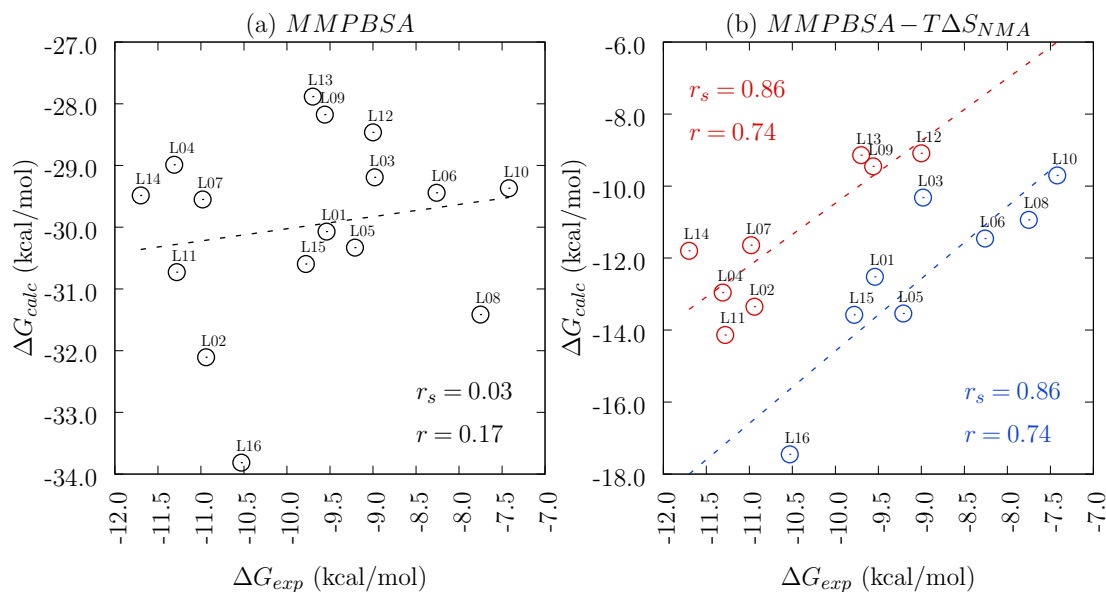 (a) MMPBSA
-27.0
-28.0
-29.0
-30.0
-31.0
-32.0
-33.0
-34.0
ΔG_calc (kcal/mol)
L13
L09
L12
L04
L03
L14
L07
L06
L10
L01
L05
L15
L11
L08
L02
L16
r_s = 0.03
r = 0.17
-12.0
-11.5
-11.0
-10.5
-10.0
-9.5
-9.0
-8.5
-8.0
-7.5
-7.0
ΔG_exp (kcal/mol)
(b) MMPBSA−TΔS_NMA
-6.0
-8.0
-10.0
-12.0
-14.0
-16.0
-18.0
ΔG_calc (kcal/mol)
r_s = 0.86
r = 0.74
L13
L12
L09
L10
L03
L08
L14
L07
L06
L01
L04
L02
L15
L05
L11
L16
r_s = 0.86
r = 0.74
-12.0
-11.5
-11.0
-10.5
-10.0
-9.5
-9.0
-8.5
-8.0
-7.5
-7.0
ΔG_exp (kcal/mol)